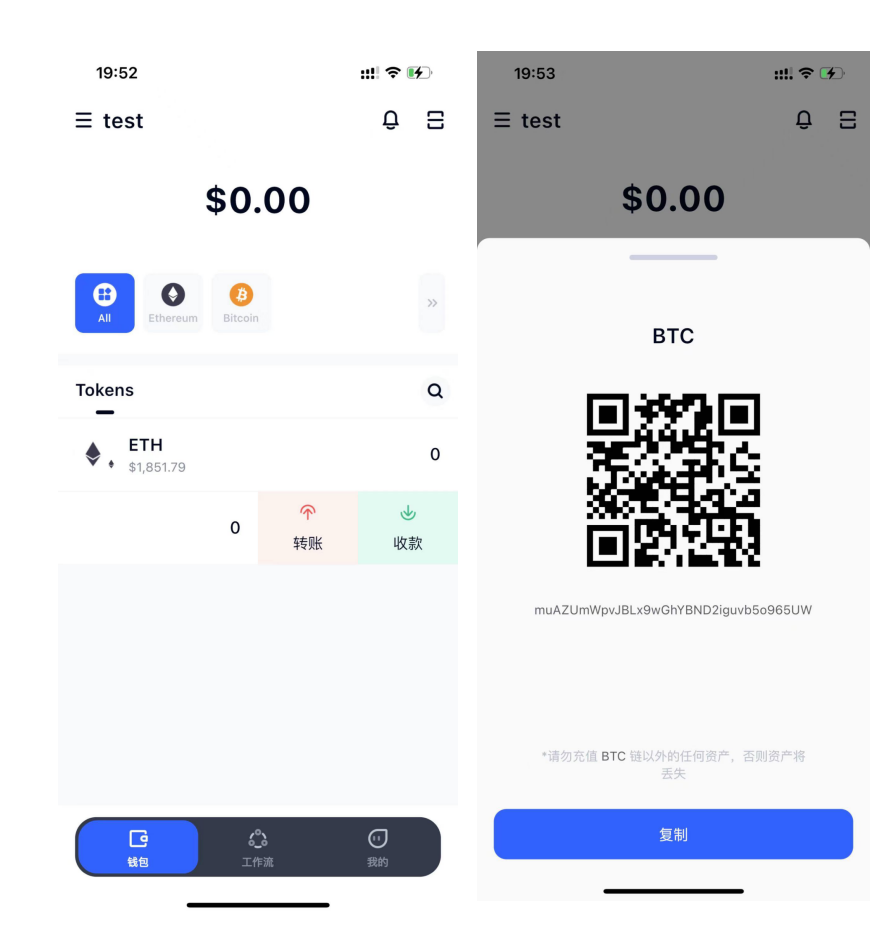 19:52
test
$0.00
All
Ethereum
Bitcoin
Tokens
ETH
$1,851.79
0
0
转账
收款
钱包
工作流
我的
19:53
test
$0.00
BTC
muAZUmWpvJBLx9wGhYBND2iguvb5o965UW
*请勿充值 BTC 链以外的任何资产，否则资产将
丢失
复制